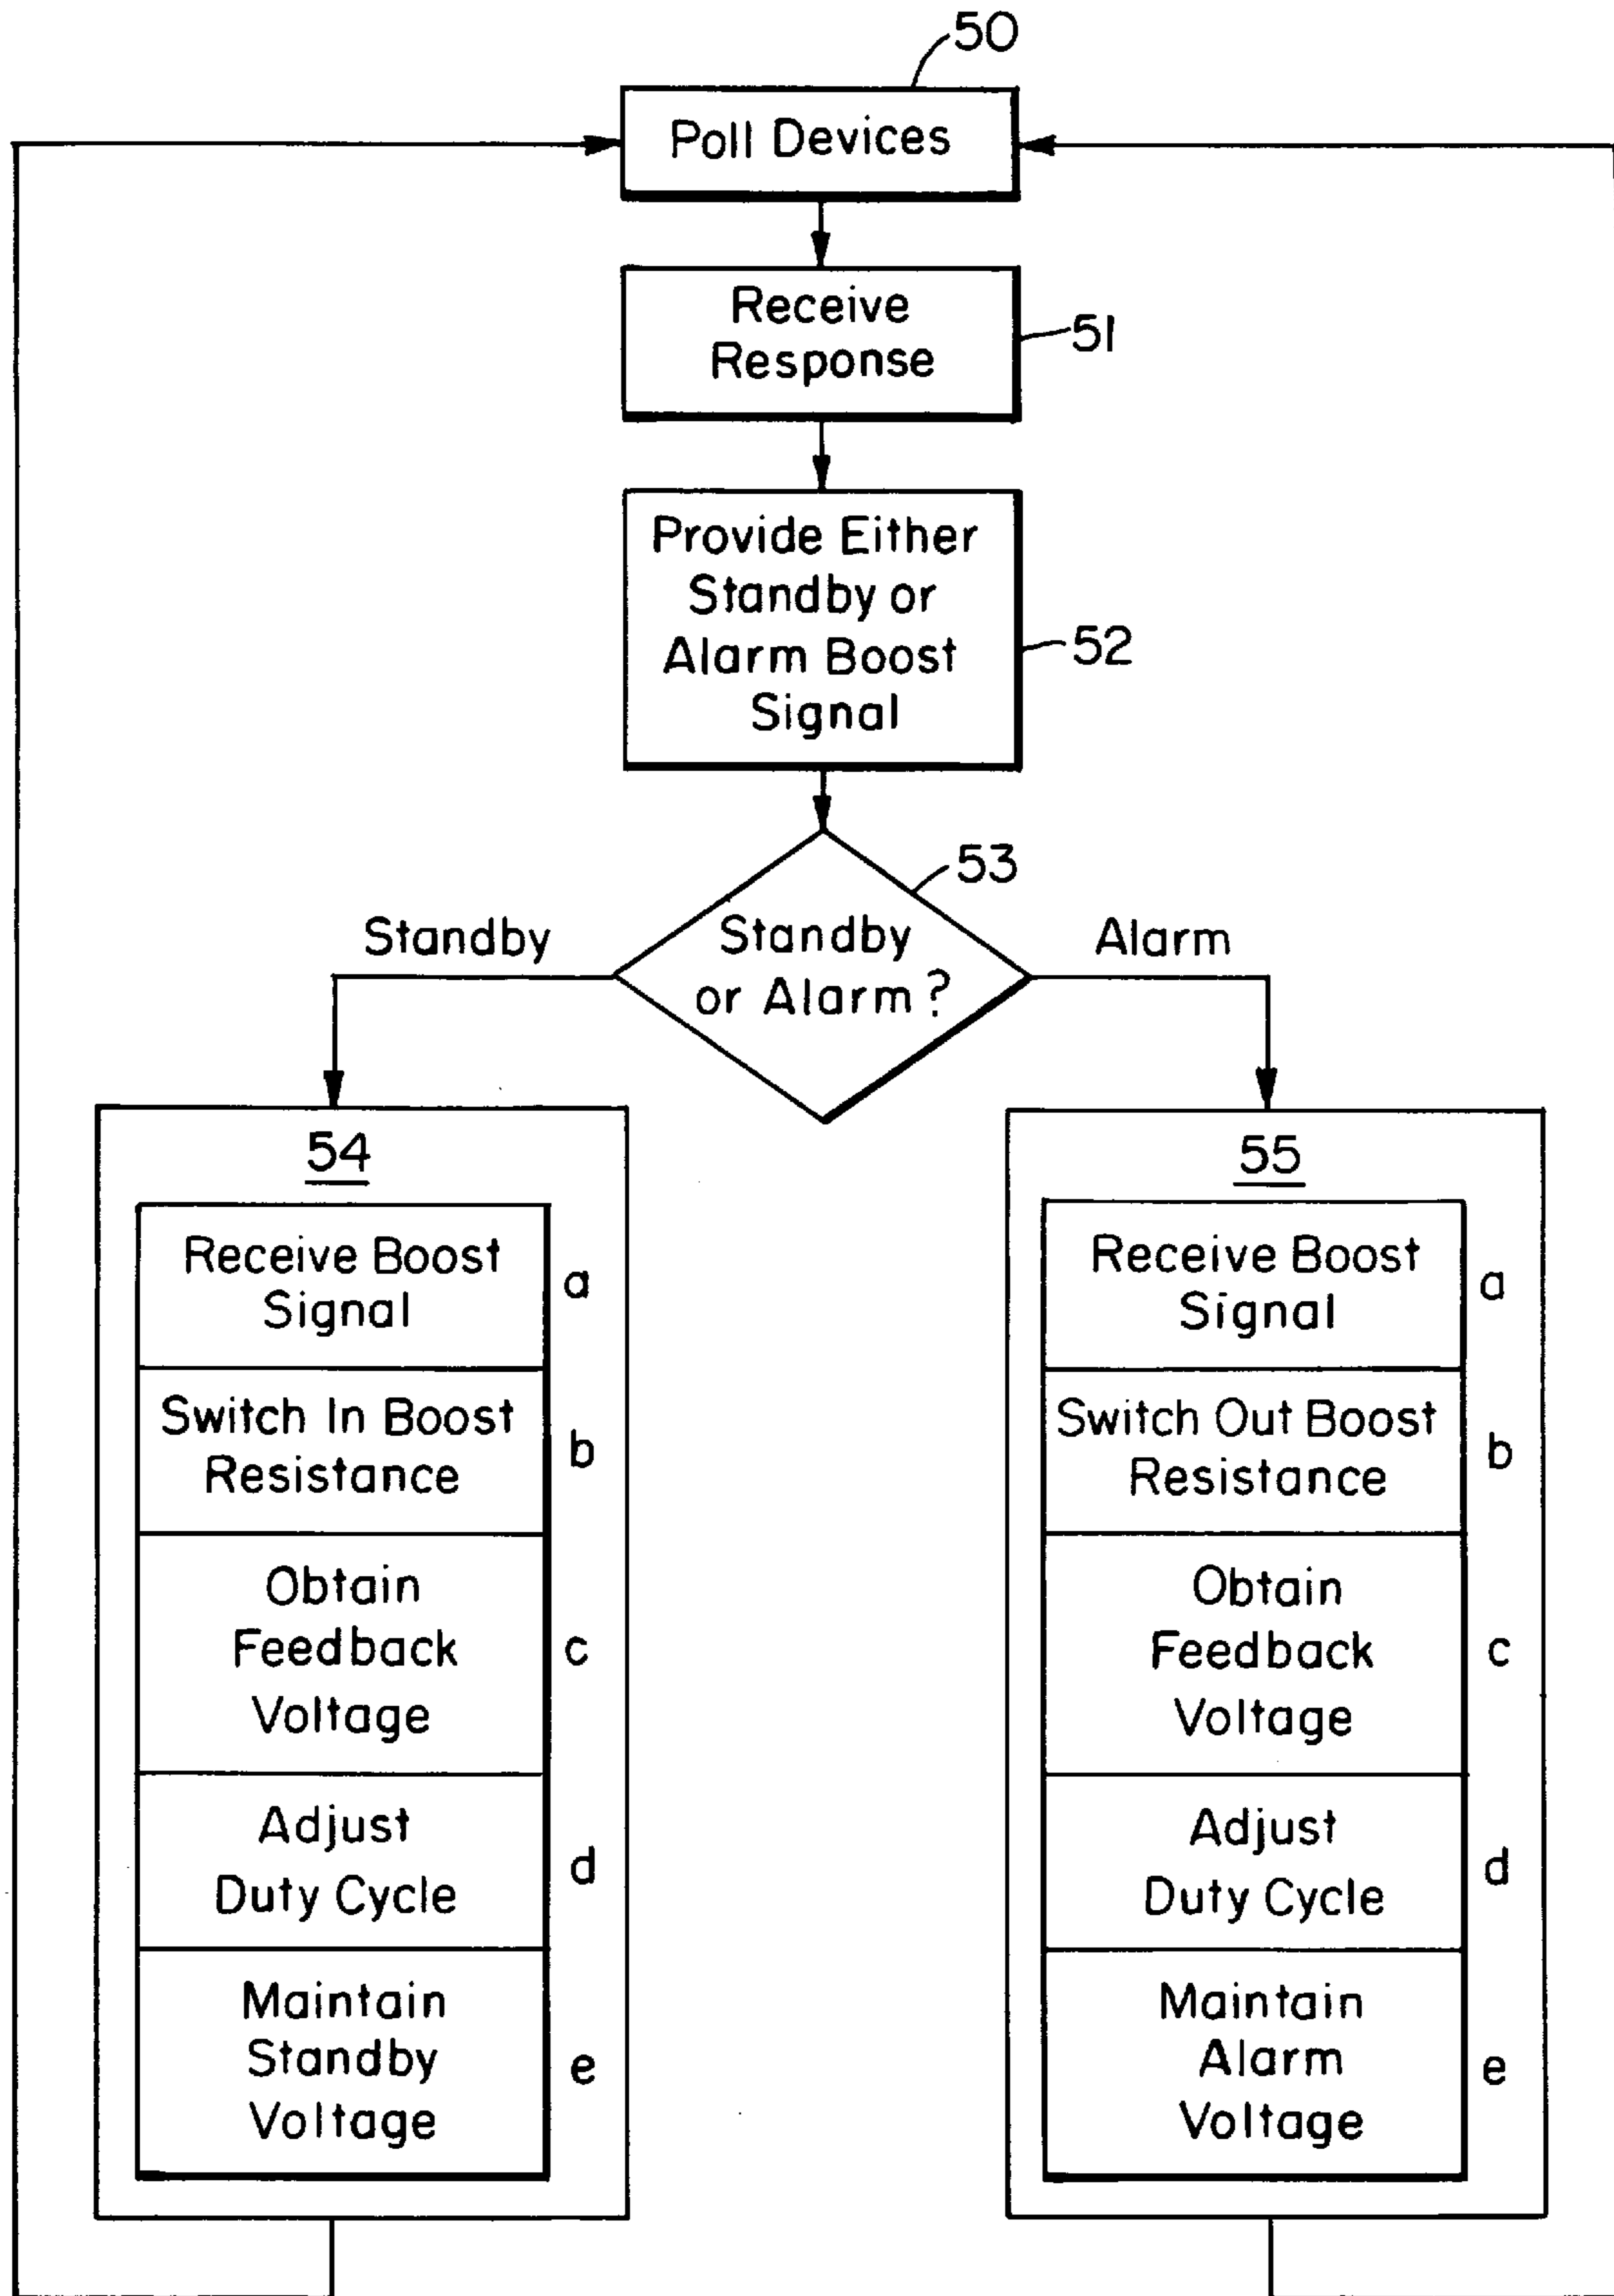 50
Poll Devices
Receive
Response
51
Provide Either
Standby or
Alarm Boost
Signal
52
53
Standby
Standby
or Alarm?
Alarm
54
Receive Boost
Signal
a
Switch In Boost
Resistance
b
Obtain
Feedback
Voltage
c
Adjust
Duty Cycle
d
Maintain
Standby
Voltage
e
55
Receive Boost
Signal
a
Switch Out Boost
Resistance
b
Obtain
Feedback
Voltage
c
Adjust
Duty Cycle
d
Maintain
Alarm
Voltage
e